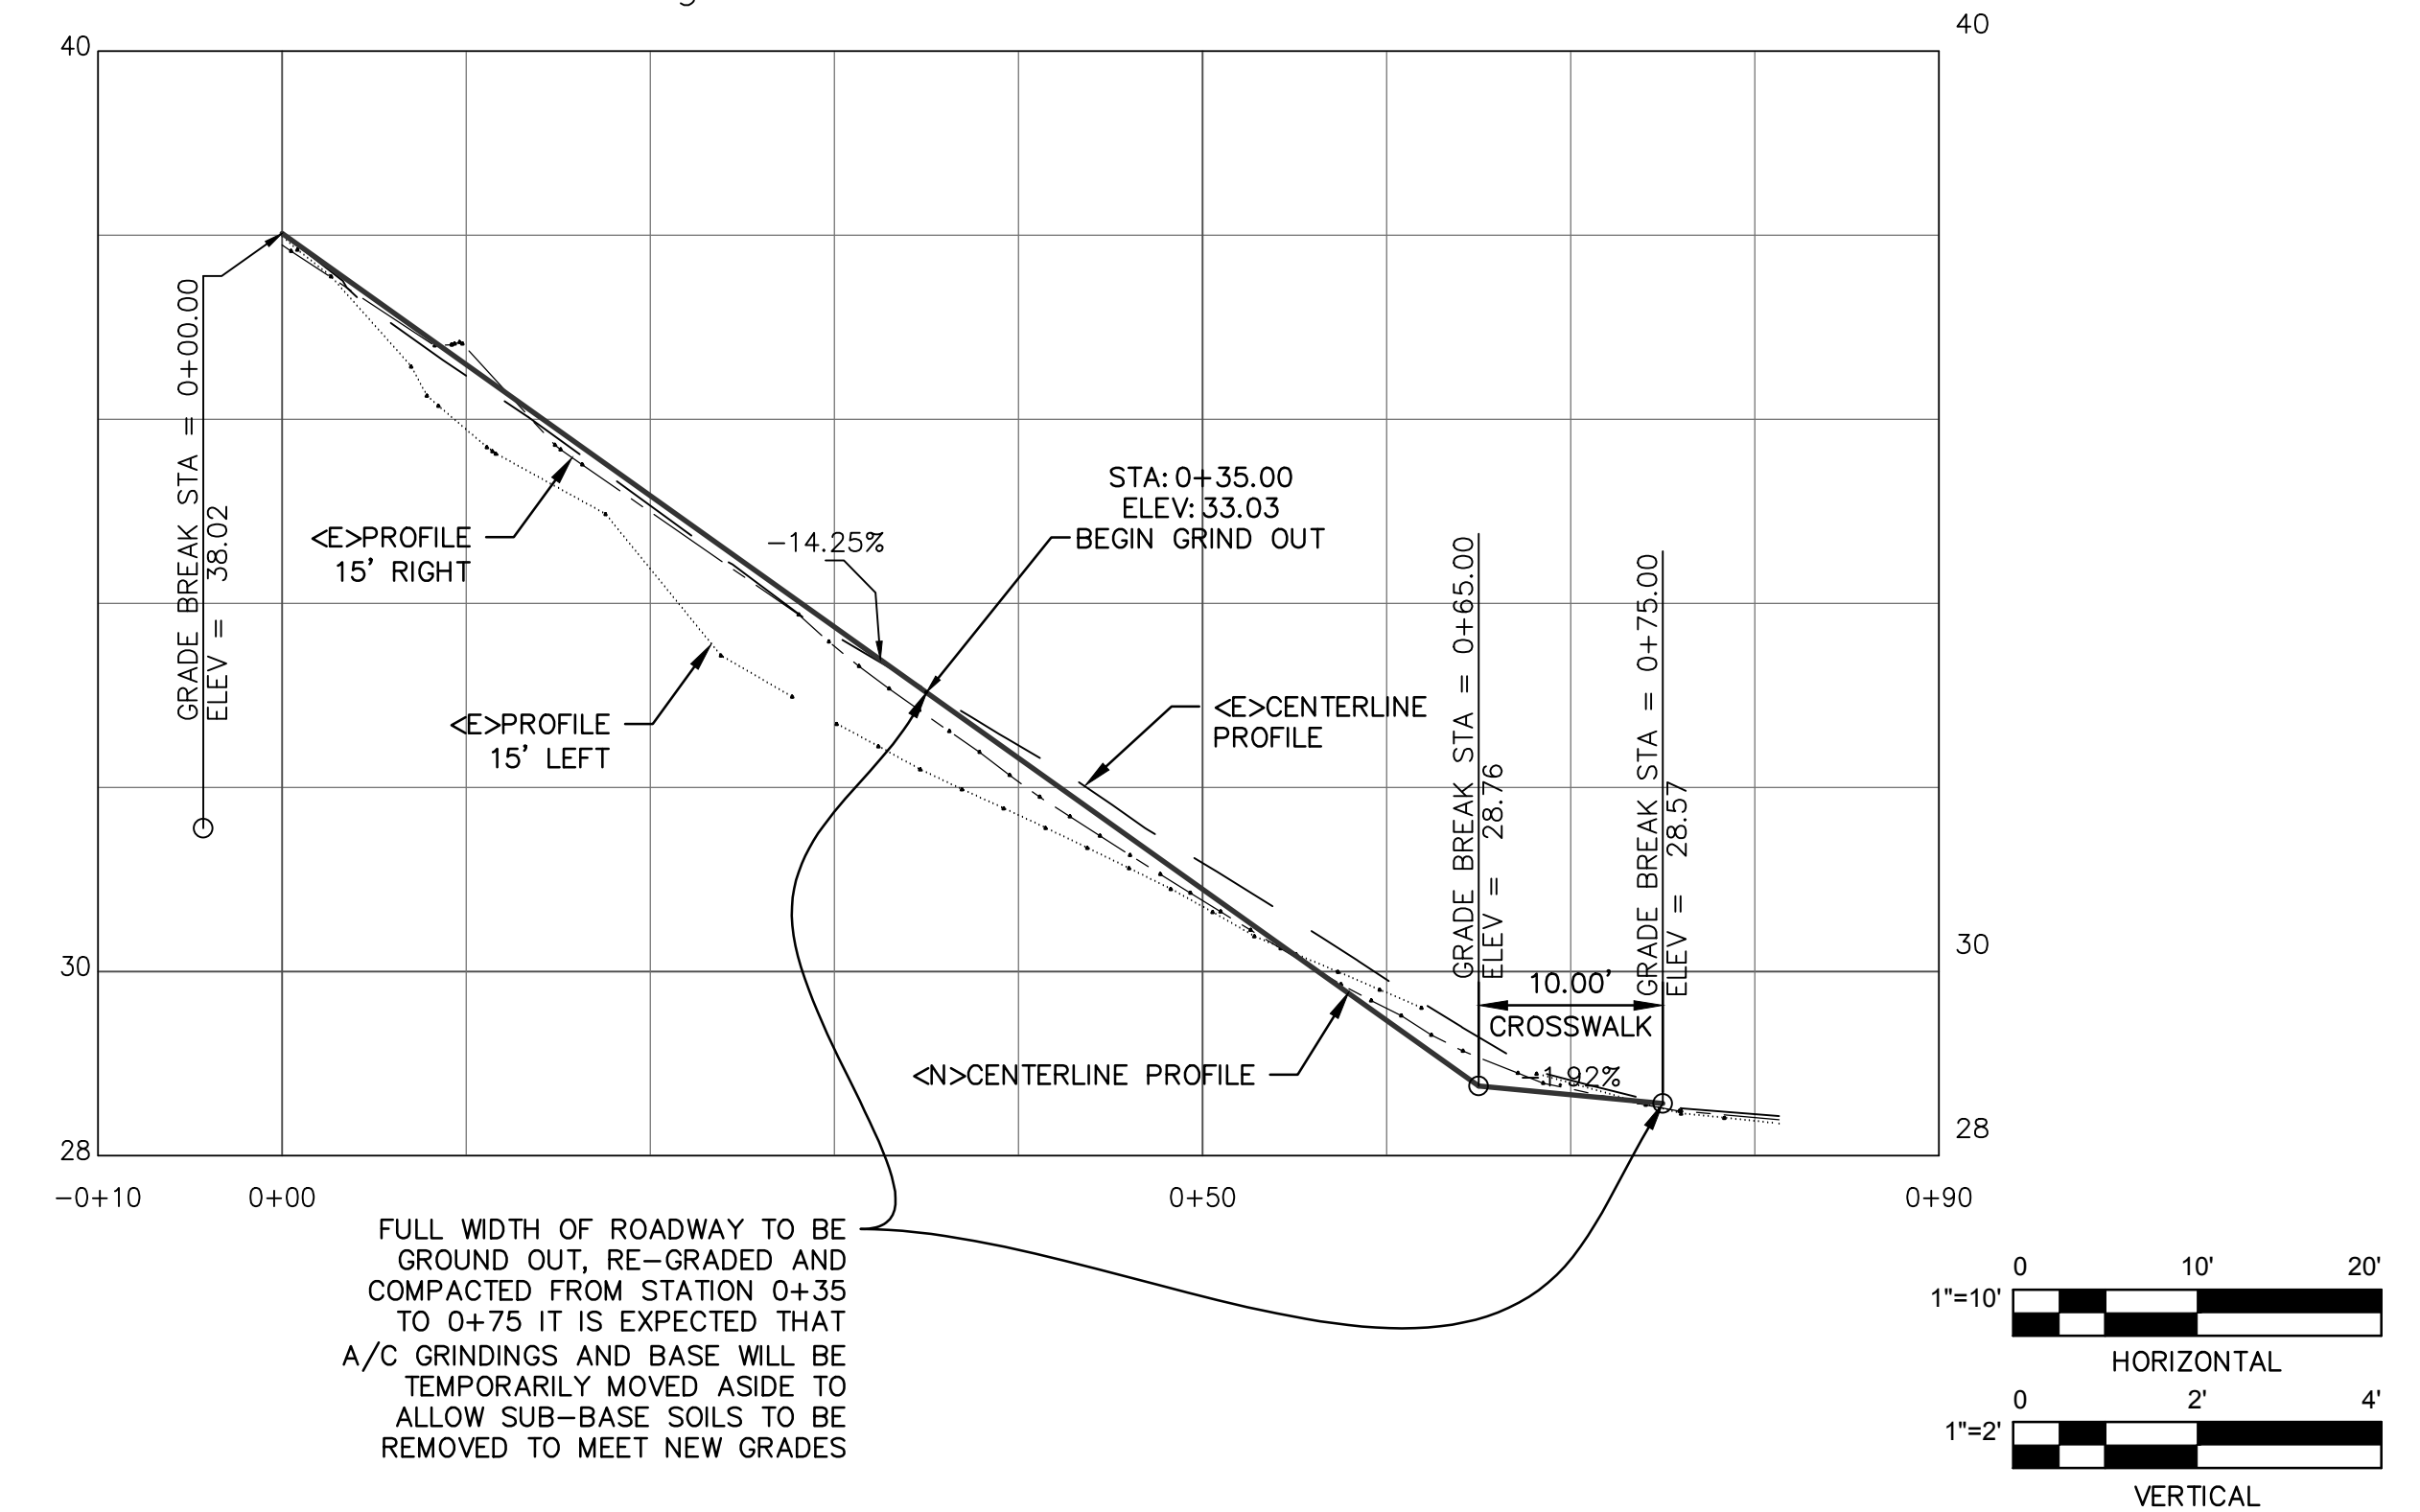 40
40
GRADE BREAK STA = 0+00.00
ELEV = 38.02
<E>PROFILE
15' RIGHT
<E>PROFILE
15' LEFT
-14.25%
STA: 0+35.00
ELEV: 33.03
BEGIN GRIND OUT
<E>CENTERLINE
PROFILE
GRADE BREAK STA = 0+65.00
ELEV = 28.76
GRADE BREAK STA = 0+75.00
ELEV = 28.57
10.00'
CROSSWALK
-1.92%
<N>CENTERLINE PROFILE
30
30
28
28
-0+10
0+00
0+50
0+90
FULL WIDTH OF ROADWAY TO BE
GROUND OUT, RE-GRADED AND
COMPACTED FROM STATION 0+35
TO 0+75 IT IS EXPECTED THAT
A/C GRINDINGS AND BASE WILL BE
TEMPORARILY MOVED ASIDE TO
ALLOW SUB-BASE SOILS TO BE
REMOVED TO MEET NEW GRADES
0 10' 20'
1"=10'
HORIZONTAL
0 2' 4'
1"=2'
VERTICAL